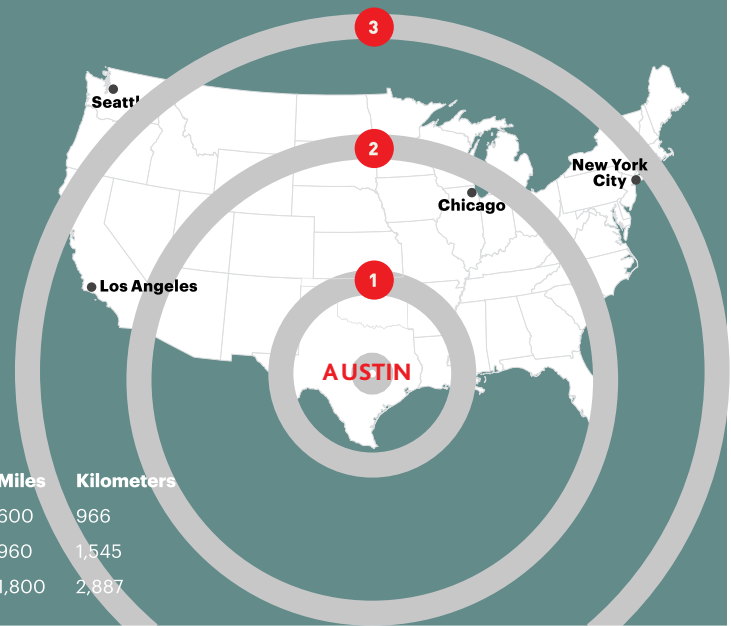 3
2
1
Seattl
New York
City
Chicago
Los Angeles
AUSTIN
Miles Kilometers
600 966
960 1,545
1,800 2,887